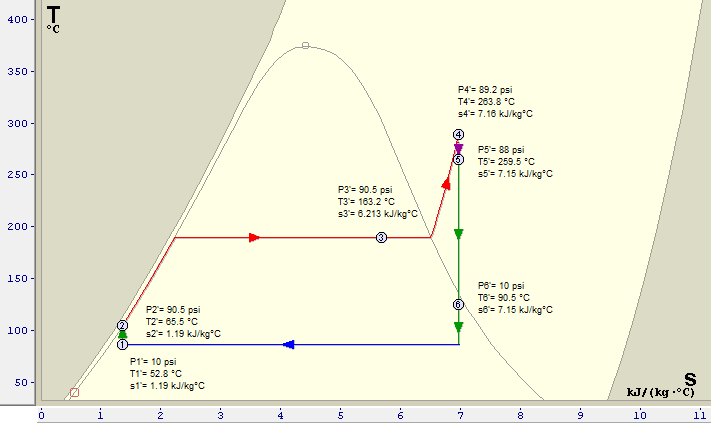 T
°C
400
350
300
250
200
150
100
50
P4'= 89.2 psi
T4'= 263.8 °C
s4'= 7.16 kJ/kg°C
4
5
P5'= 88 psi
T5'= 259.5 °C
s5'= 7.15 kJ/kg°C
P3'= 90.5 psi
T3'= 163.2 °C
s3'= 6.213 kJ/kg°C
3
P6'= 10 psi
T6'= 90.5 °C
s6'= 7.15 kJ/kg°C
6
P2'= 90.5 psi
T2'= 65.5 °C
s2'= 1.19 kJ/kg°C
2
1
P1'= 10 psi
T1'= 52.8 °C
s1'= 1.19 kJ/kg°C
S
kJ/(kg·°C)
0 1 2 3 4 5 6 7 8 9 10 11